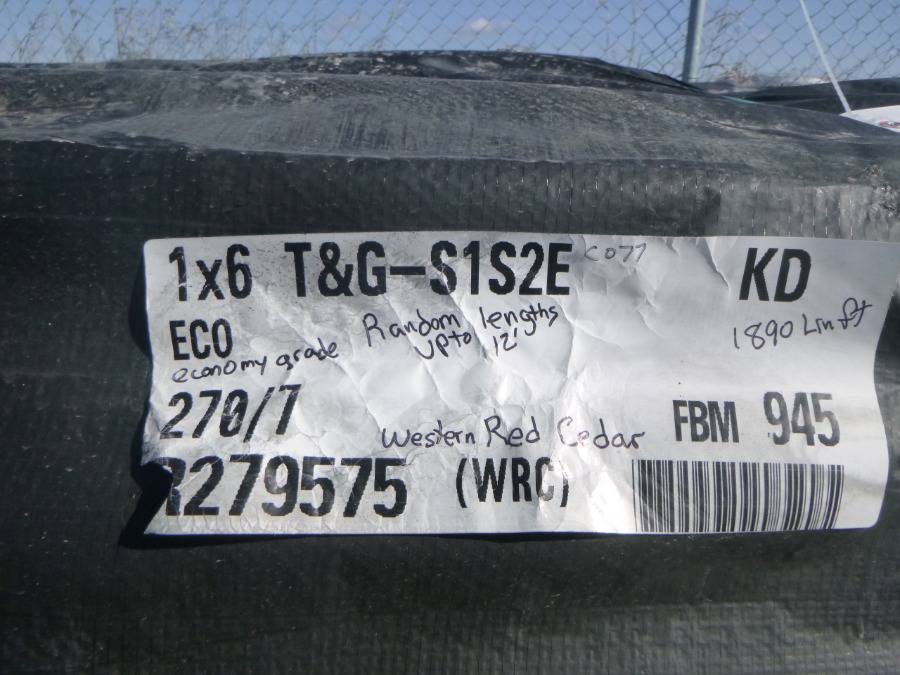 1x6 T&G-S1S2E C077 KD
ECO Random lengths 1890 Lin ft
economy grade upto 12'
270/7 Western Red Cedar FBM 945
R279575 (WRC)